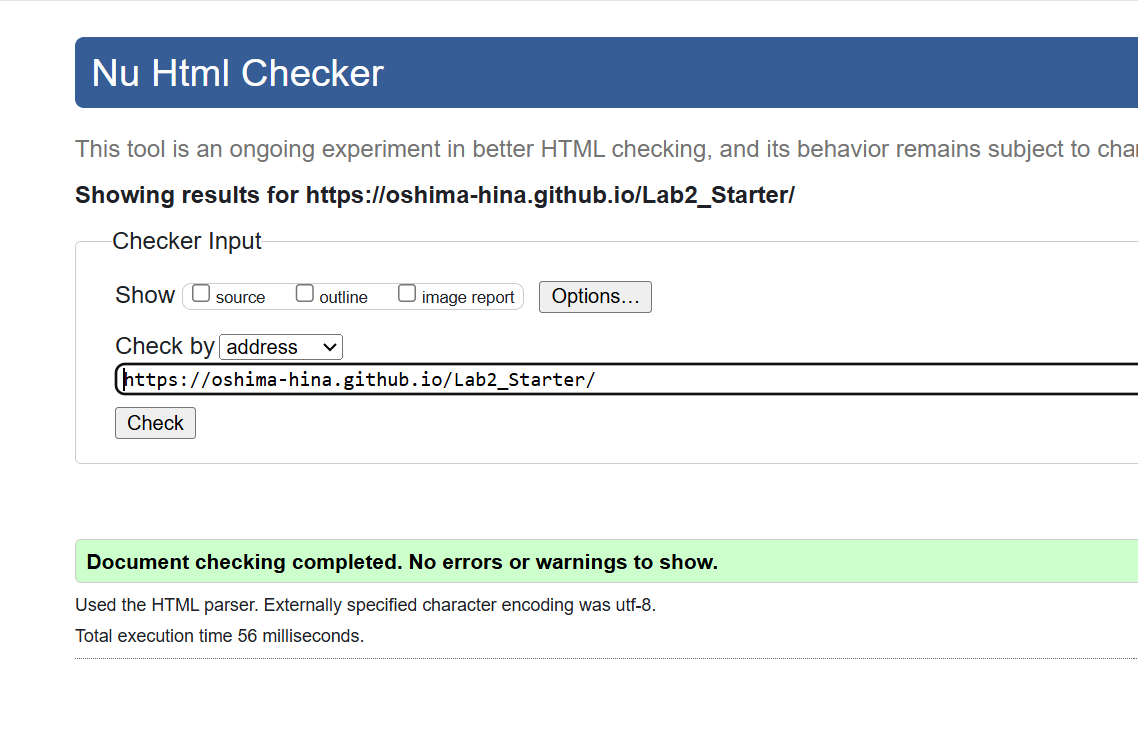 Nu Html Checker
This tool is an ongoing experiment in better HTML checking, and its behavior remains subject to
Showing results for https://oshima-hina.github.io/Lab2_Starter/
Checker Input
Show source outline image report Options...
Check by address
https://oshima-hina.github.io/Lab2_Starter/
Check
Document checking completed. No errors or warnings to show.
Used the HTML parser. Externally specified character encoding was utf-8.
Total execution time 56 milliseconds.